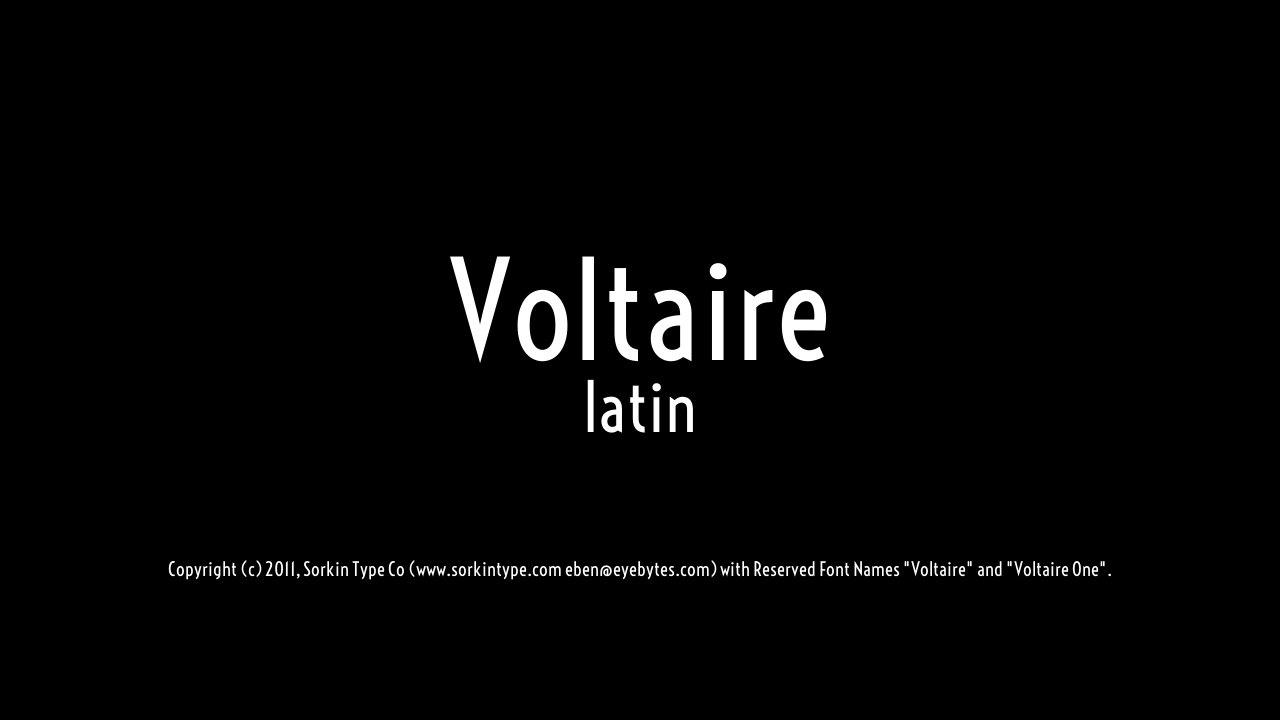 Voltaire
latin
Copyright (c) 2011, Sorkin Type Co (www.sorkintype.com eben@eyebytes.com) with Reserved Font Names "Voltaire" and "Voltaire One".